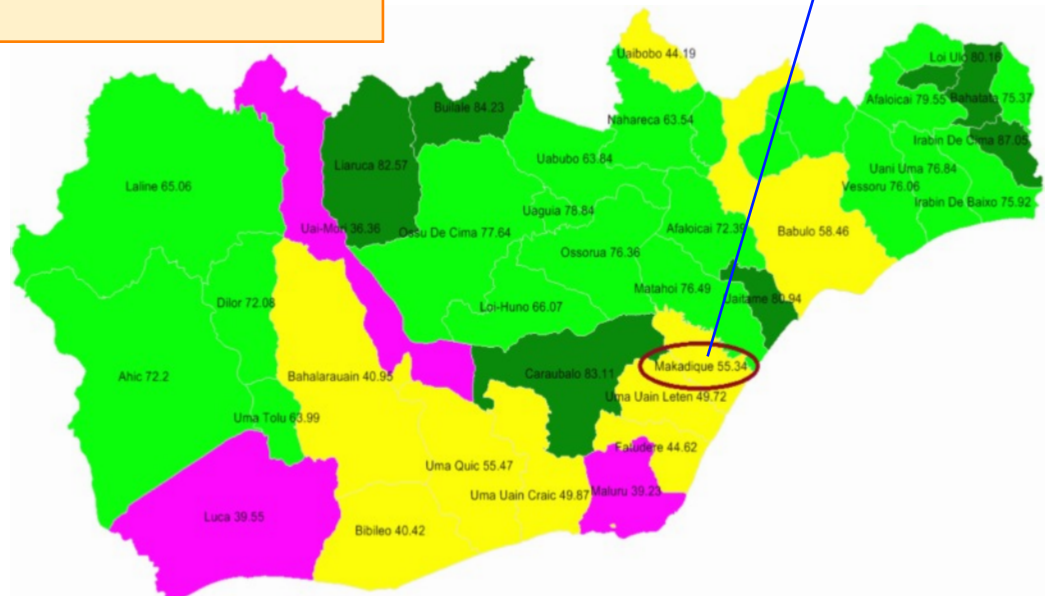 Uaibobo 44.19
Loi Ulo 80.18
Afaloicai 79.55
Bahatata 75.37
Builale 84.23
Nahareca 63.54
Irabin De Cima 87.05
Uabubo 63.84
Liaruca 82.57
Uani Uma 76.84
Laline 65.06
Vessoru 76.06
Irabin De Baixo 75.92
Uaguia 78.84
Uai-Mori 36.36
Ossu De Cima 77.64
Afaloicai 72.39
Babulo 58.46
Ossorua 76.36
Matahoi 76.49
Dilor 72.08
Uaitame 80.94
Loi-Huno 66.07
Makadique 55.34
Ahic 72.2
Bahalarauain 40.95
Caraubalo 83.11
Uma Uain Leten 49.72
Uma Tolu 63.99
Fatudere 44.62
Uma Quic 55.47
Uma Uain Craic 49.87
Maluru 39.23
Luca 39.55
Bibileo 40.42